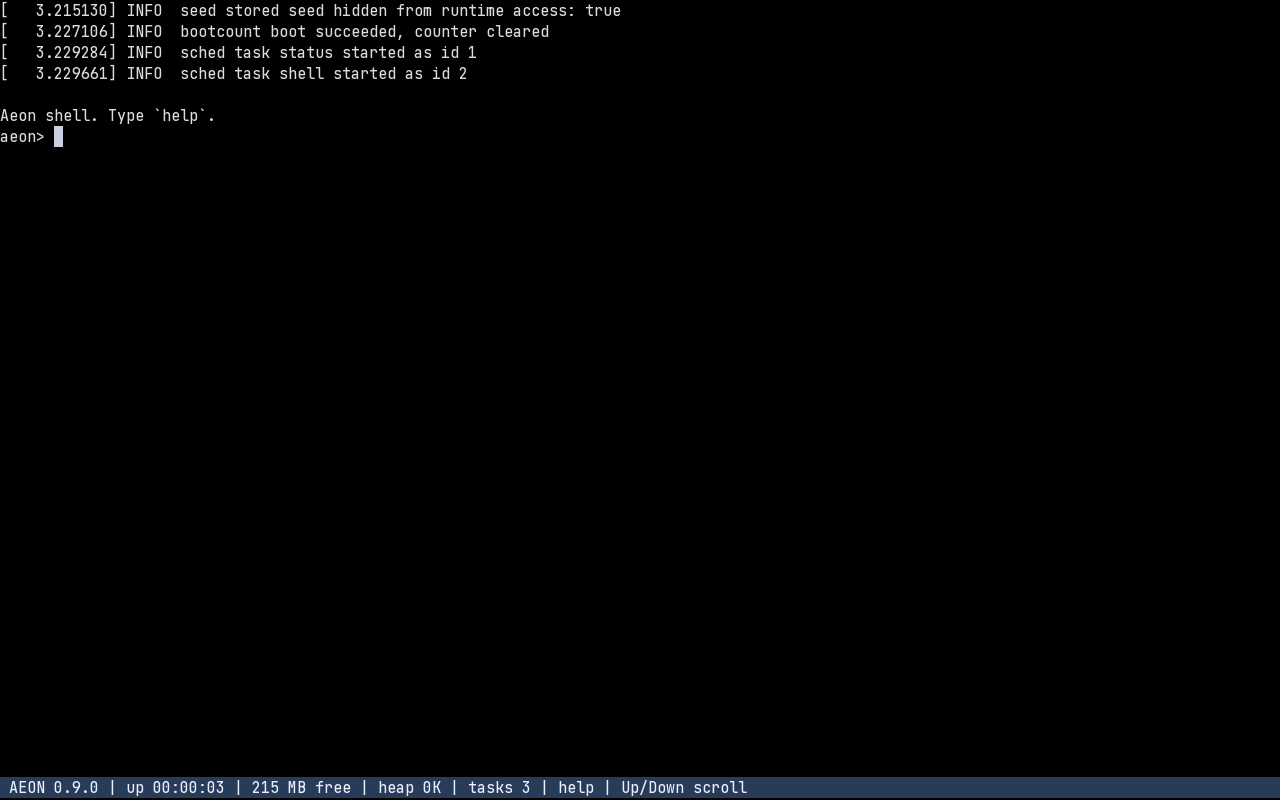 [   3.215130] INFO  seed stored seed hidden from runtime access: true
[   3.227106] INFO  bootcount boot succeeded, counter cleared
[   3.229284] INFO  sched task status started as id 1
[   3.229661] INFO  sched task shell started as id 2
Aeon shell. Type `help`.
aeon>
AEON 0.9.0 | up 00:00:03 | 215 MB free | heap OK | tasks 3 | help | Up/Down scroll